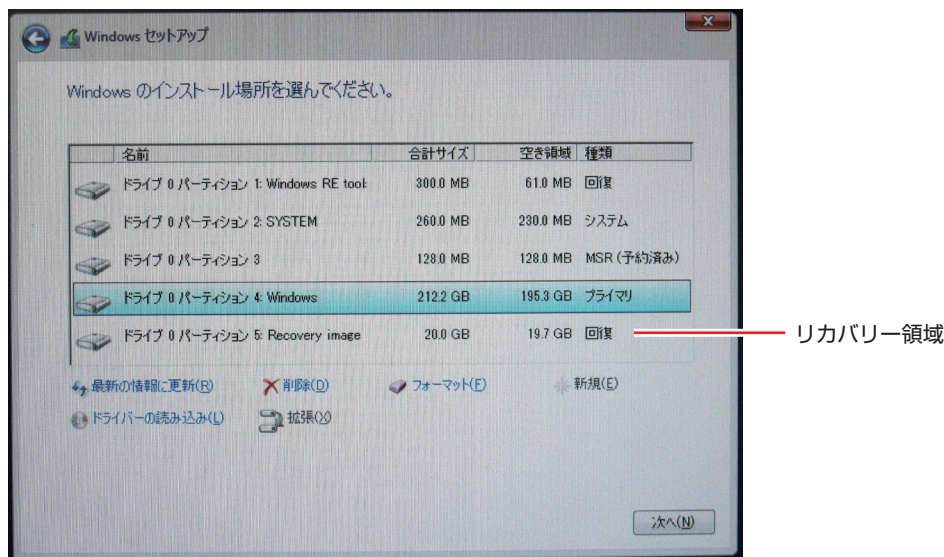 Windows セットアップ
Windows のインストール場所を選んでください。
名前 合計サイズ 空き領域 種類
ドライブ 0 パーティション 1: Windows RE tool 300.0 MB 61.0 MB 回復
ドライブ 0 パーティション 2: SYSTEM 260.0 MB 230.0 MB システム
ドライブ 0 パーティション 3 128.0 MB 128.0 MB MSR (予約済み)
ドライブ 0 パーティション 4: Windows 212.2 GB 195.3 GB プライマリ
ドライブ 0 パーティション 5: Recovery image 20.0 GB 19.7 GB 回復
リカバリー領域
最新の情報に更新(R) 削除(D) フォーマット(F) 新規(E)
ドライバーの読み込み(L) 拡張(X)
次へ(N)